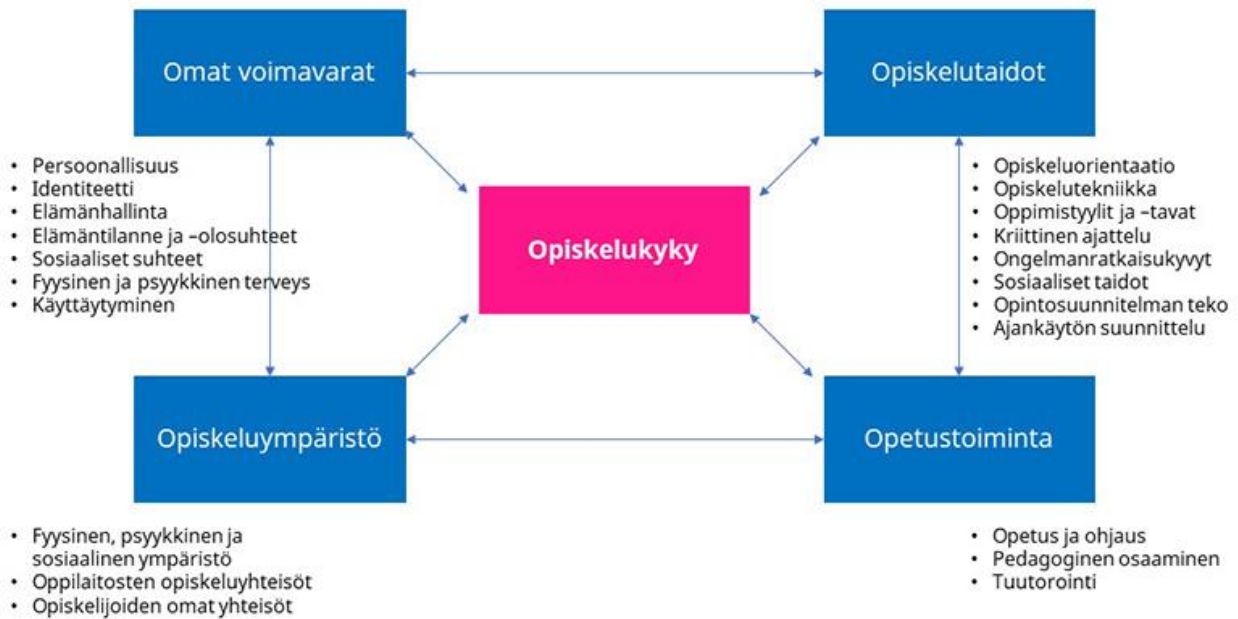 Omat voimavarat
Opiskelutaidot
• Persoonallisuus
• Identiteetti
• Elämänhallinta
• Elämäntilanne ja –olosuhteet
• Sosiaaliset suhteet
• Fyysinen ja psyykkinen terveys
• Käyttäytyminen
Opiskelukyky
• Opiskeluorientaatio
• Opiskelutekniikka
• Oppimistyylit ja –tavat
• Kriittinen ajattelu
• Ongelmanratkaisukyvyt
• Sosiaaliset taidot
• Opintosuunnitelman teko
• Ajankäytön suunnittelu
Opiskeluympäristö
Opetustoiminta
• Fyysinen, psyykkinen ja
sosiaalinen ympäristö
• Oppilaitosten opiskeluyhteisöt
• Opiskelijoiden omat yhteisöt
• Opetus ja ohjaus
• Pedagoginen osaaminen
• Tuutorointi